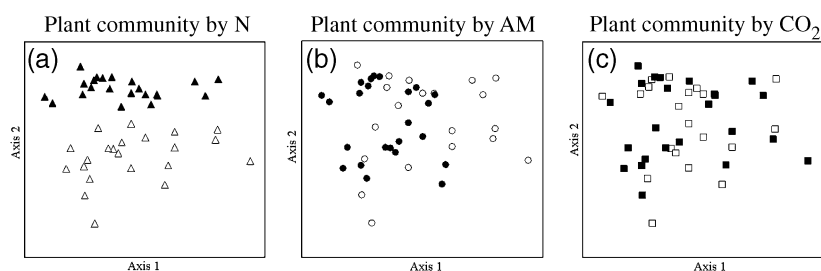 Plant community by N
Plant community by AM
Plant community by CO₂
(a)
(b)
(c)
Axis 2
Axis 2
Axis 2
Axis 1
Axis 1
Axis 1